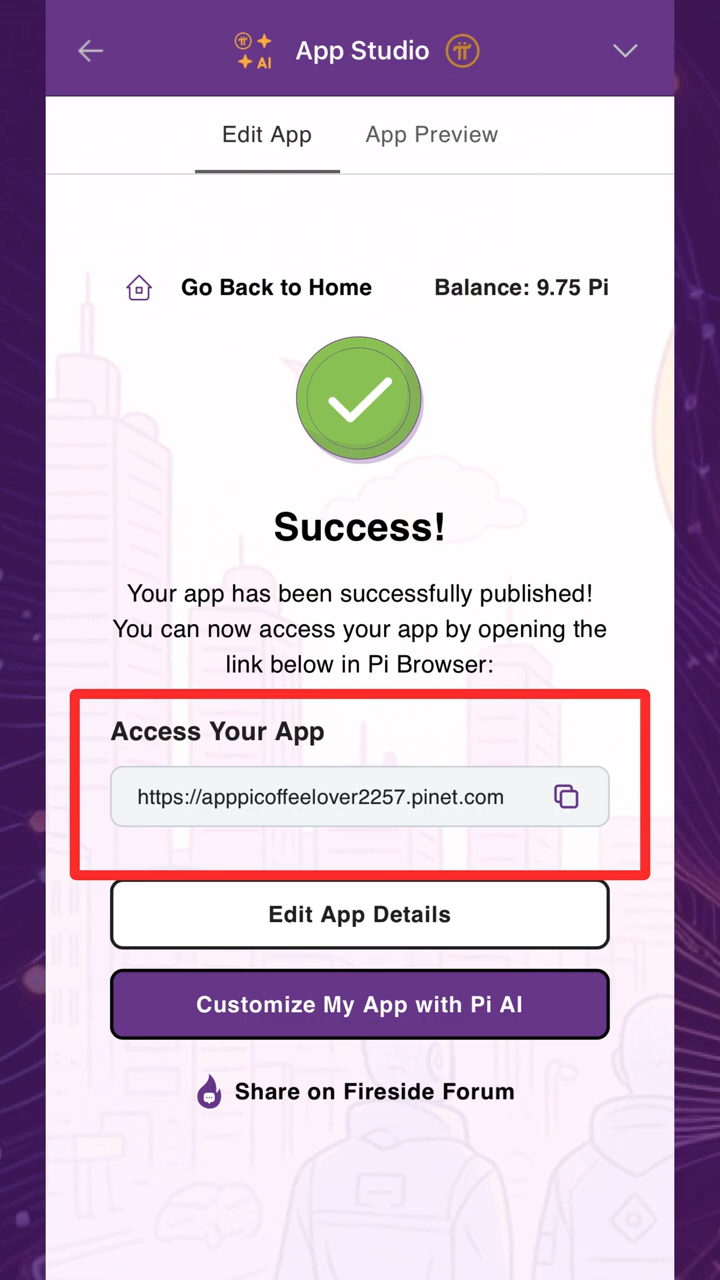 AI App Studio
Edit App App Preview
Go Back to Home Balance: 9.75 Pi
Success!
Your app has been successfully published!
You can now access your app by opening the
link below in Pi Browser:
Access Your App
https://apppicoffeelover2257.pinet.com
Edit App Details
Customize My App with Pi AI
Share on Fireside Forum